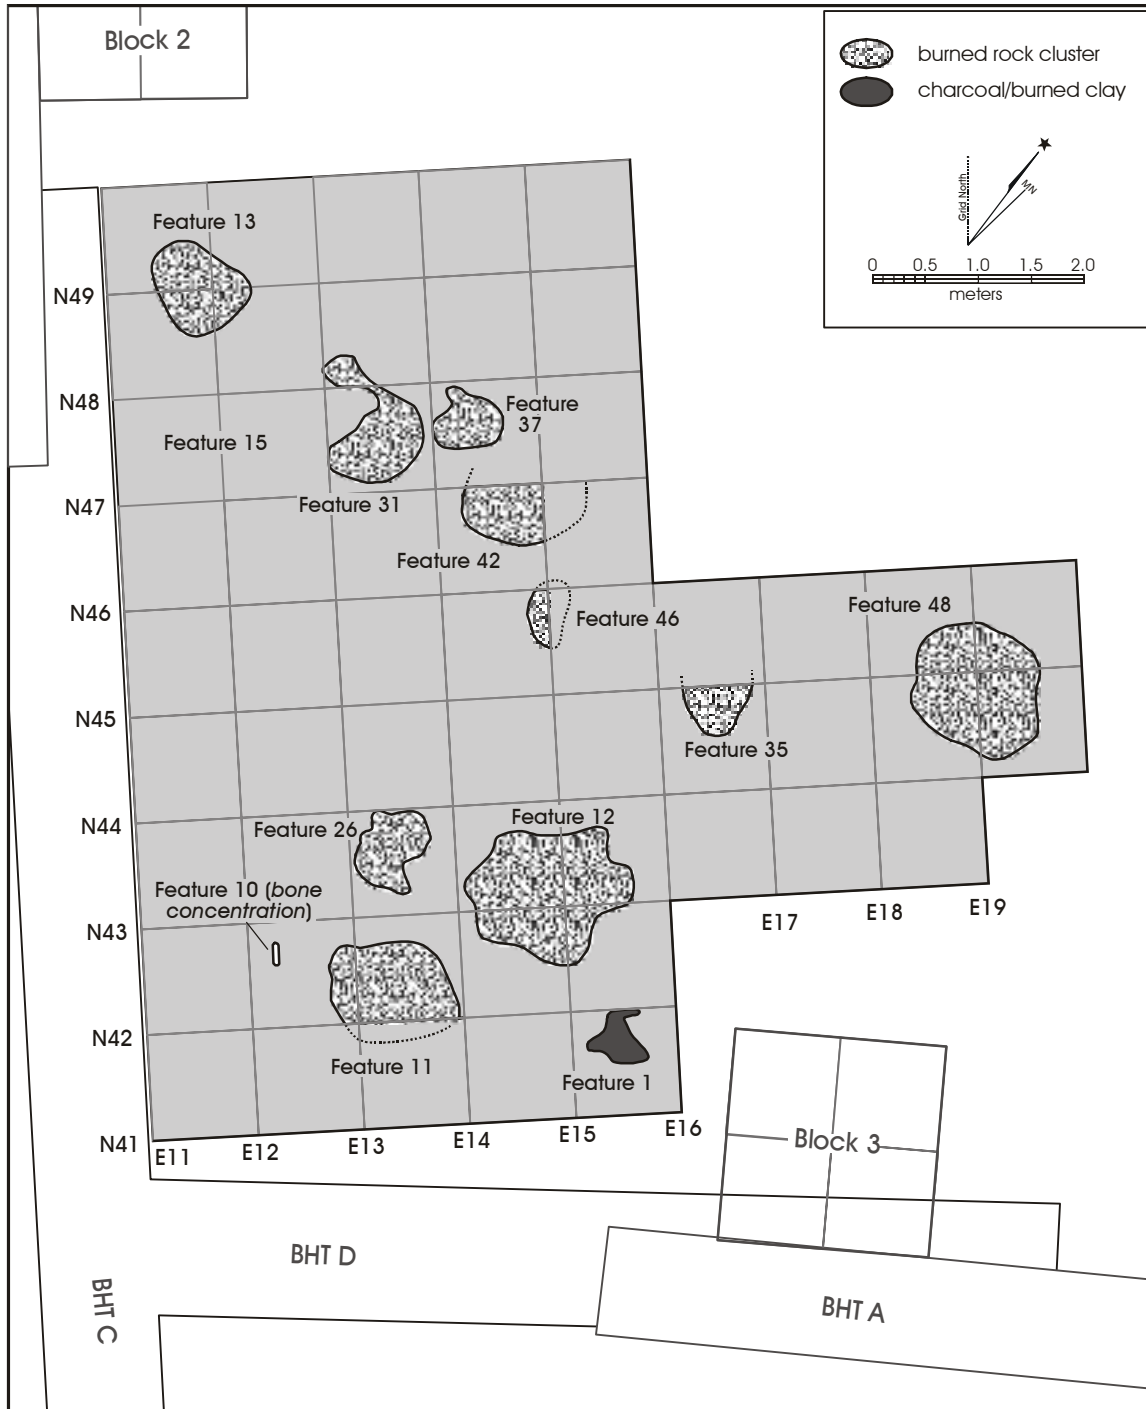 Block 2
burned rock cluster
charcoal/burned clay
Grid North
MN
0 0.5 1.0 1.5 2.0
meters
Feature 13
N49
N48
Feature
37
Feature 15
N47
Feature 31
Feature 42
N46
Feature 46
Feature 48
N45
Feature 35
N44
Feature 26
Feature 12
Feature 10 (bone
concentration)
N43
E17
E18
E19
N42
Feature 11
Feature 1
N41
E11
E12
E13
E14
E15
E16
Block 3
BHT D
BHT C
BHT A